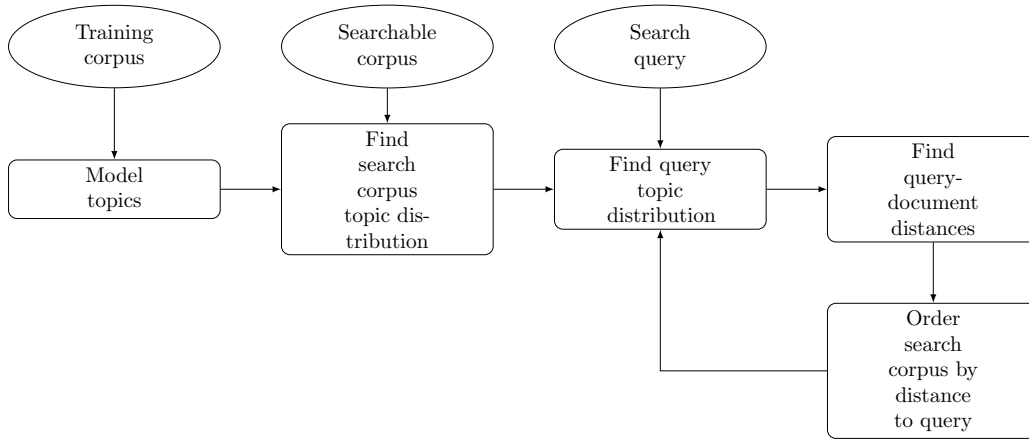 Training
corpus
Searchable
corpus
Search
query
Model
topics
Find
search
corpus
topic dis-
tribution
Find query
topic
distribution
Find
query-
document
distances
Order
search
corpus by
distance
to query